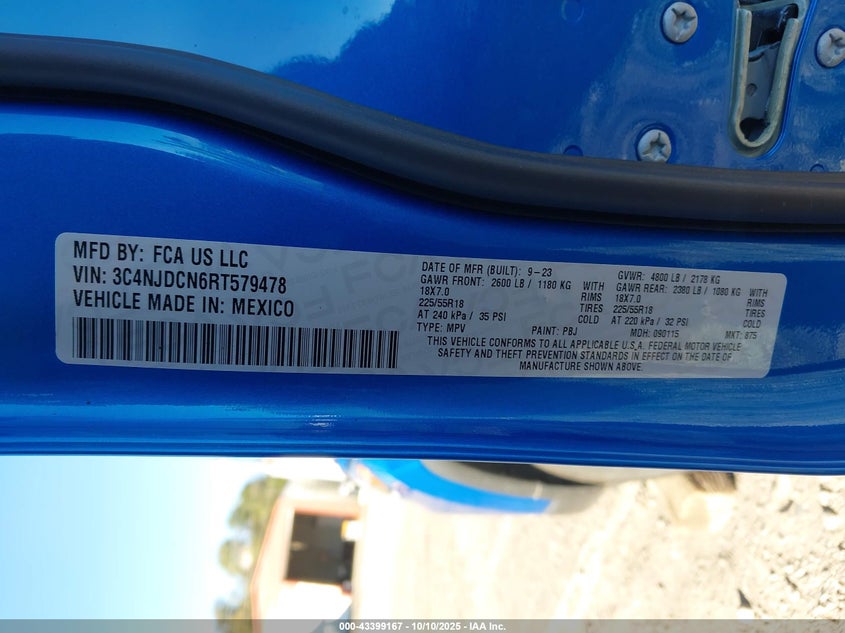 MFD BY: FCA US LLC
VIN: 3C4NJDCN6RT579478
VEHICLE MADE IN: MEXICO
DATE OF MFR (BUILT): 9-23 GVWR: 4800 LB / 2178 KG
GAWR FRONT: 2600 LB / 1180 KG WITH GAWR REAR: 2380 LB / 1080 KG WITH
18X7.0 RIMS 18X7.0 RIMS
225/55R18 TIRES 225/55R18 TIRES
AT 240 kPa / 35 PSI COLD AT 220 kPa / 32 PSI COLD
TYPE: MPV PAINT: PBJ MDH: 090115 MKT: 875
THIS VEHICLE CONFORMS TO ALL APPLICABLE U.S.A. FEDERAL MOTOR VEHICLE
SAFETY AND THEFT PREVENTION STANDARDS IN EFFECT ON THE DATE OF
MANUFACTURE SHOWN ABOVE.
000-43399167 - 10/10/2025 - IAA Inc.